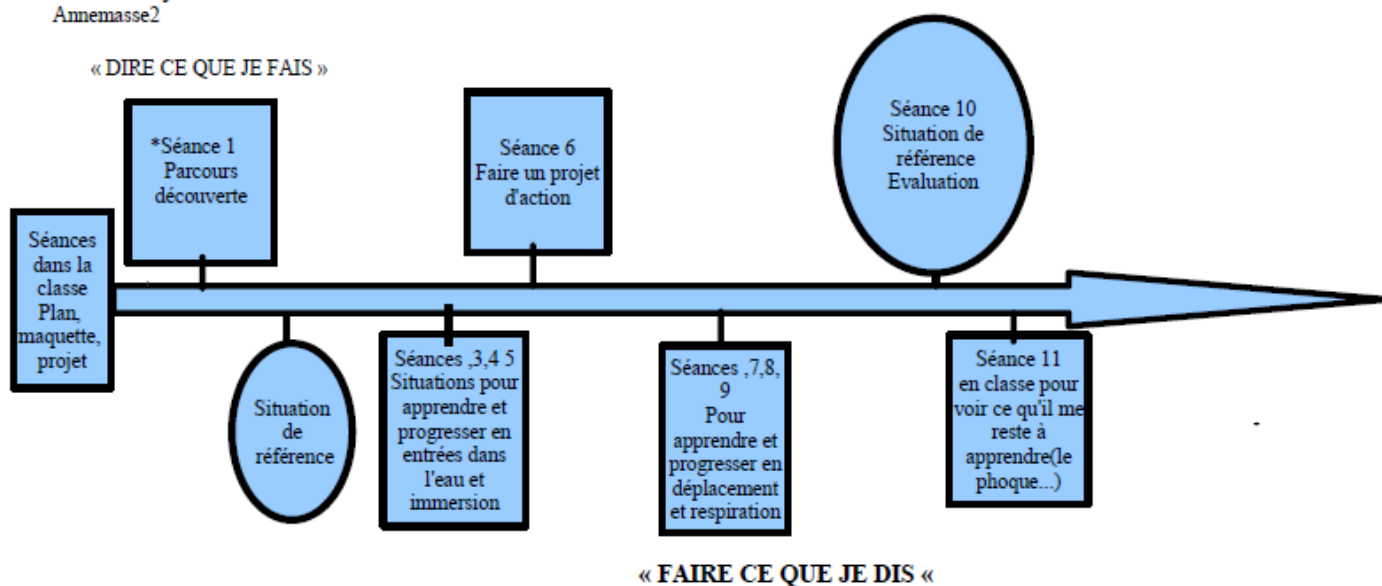 Annemasse2
« DIRE CE QUE JE FAIS »
*Séance 1
Parcours
découverte
Séance 6
Faire un projet
d'action
Séance 10
Situation de
référence
Evaluation
Séances
dans la
classe
Plan,
maquette,
projet
Situation
de
référence
Séances ,3,4 5
Situations pour
apprendre et
progresser en
entrées dans
l'eau et
immersion
Séances ,7,8,
9
Pour
apprendre et
progresser en
déplacement
et respiration
Séance 11
en classe pour
voir ce qu'il me
reste à
apprendre(le
phoque...)
« FAIRE CE QUE JE DIS «